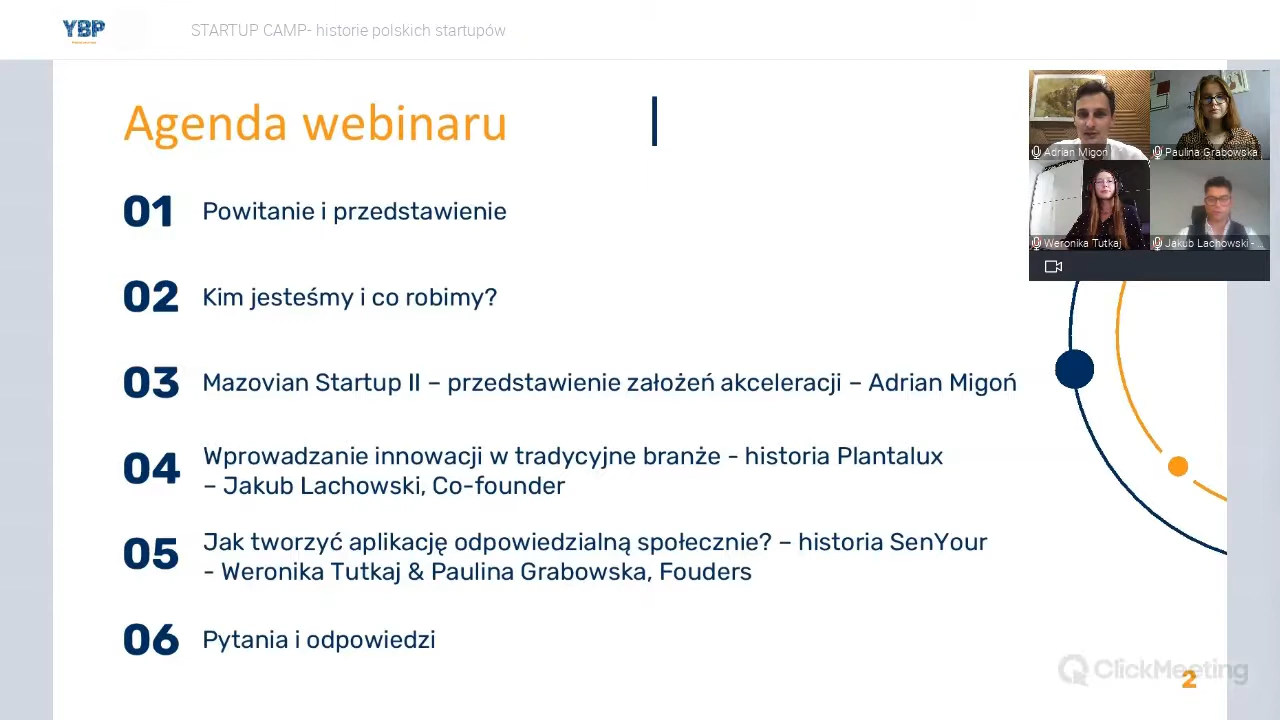 YBP
STARTUP CAMP- historie polskich startupów
Agenda webinaru
01 Powitanie i przedstawienie
02 Kim jesteśmy i co robimy?
03 Mazovian Startup II – przedstawienie założeń akceleracji – Adrian Migoń
04 Wprowadzanie innowacji w tradycyjne branże - historia Plantalux
– Jakub Lachowski, Co-founder
05 Jak tworzyć aplikację odpowiedzialną społecznie? – historia SenYour
- Weronika Tutkaj & Paulina Grabowska, Fouders
06 Pytania i odpowiedzi
Adrian Migoń
Paulina Grabowska
Weronika Tutkaj
Jakub Lachowski - ...
ClickMeeting
2